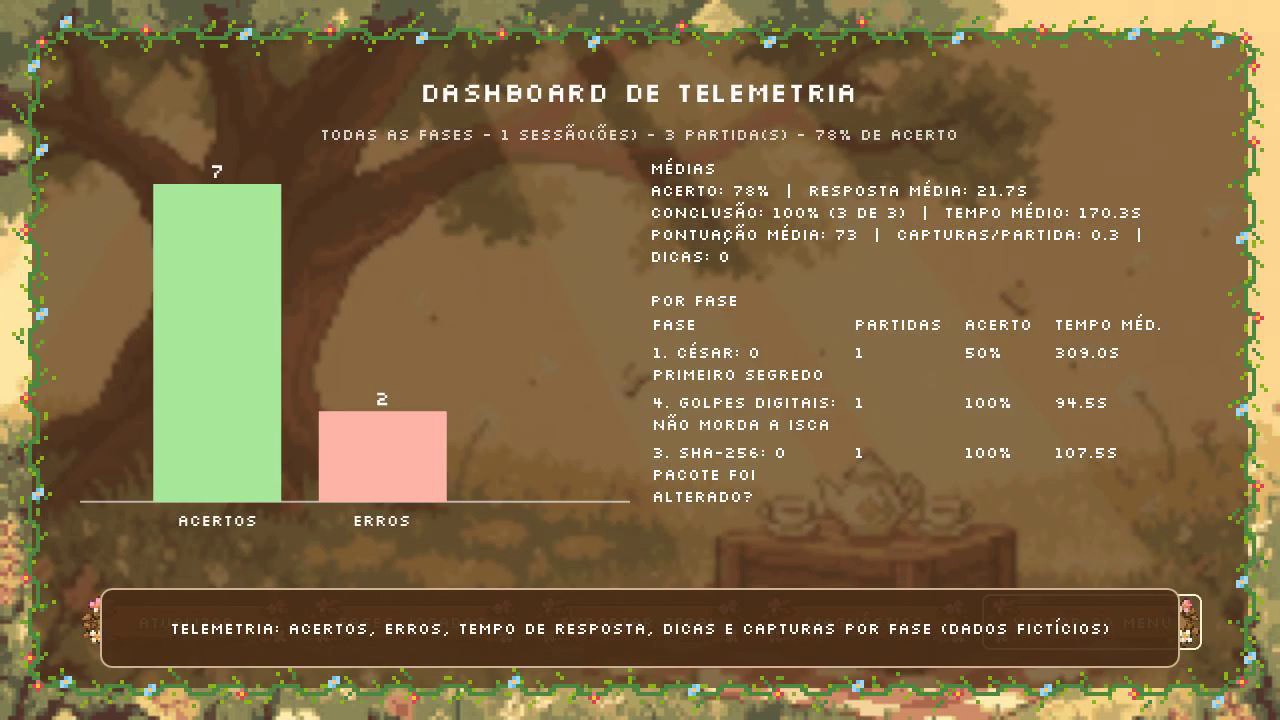 DASHBOARD DE TELEMETRIA
TODAS AS FASES - 1 SESSÃO(ÕES) - 3 PARTIDA(S) - 78% DE ACERTO
7
2
ACERTOS
ERROS
MÉDIAS
ACERTO: 78% | RESPOSTA MÉDIA: 21.7S
CONCLUSÃO: 100% (3 DE 3) | TEMPO MÉDIO: 170.3S
PONTUAÇÃO MÉDIA: 73 | CAPTURAS/PARTIDA: 0.3 |
DICAS: 0
POR FASE
FASE PARTIDAS ACERTO TEMPO MÉD.
1. CÉSAR: O 1 50% 309.0S
PRIMEIRO SEGREDO
4. GOLPES DIGITAIS: 1 100% 94.5S
NÃO MORDA A ISCA
3. SHA-256: O 1 100% 107.5S
PACOTE FOI
ALTERADO?
TELEMETRIA: ACERTOS, ERROS, TEMPO DE RESPOSTA, DICAS E CAPTURAS POR FASE (DADOS FICTÍCIOS)
MENU